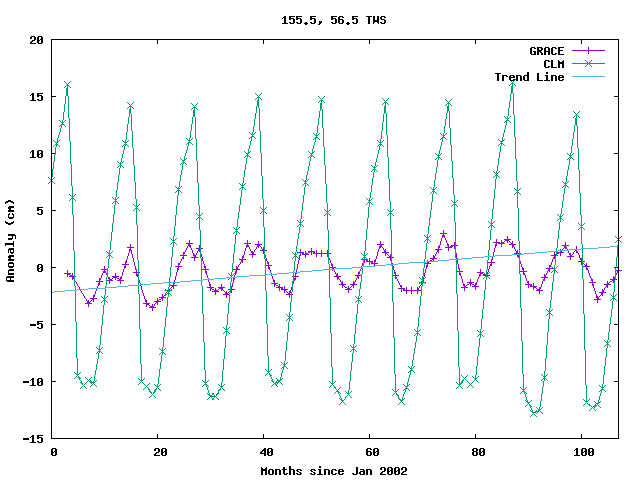 155.5, 56.5 TWS
GRACE
CLM
Trend Line
20
15
10
5
0
-5
-10
-15
Anomaly (cm)
0 20 40 60 80 100
Months since Jan 2002